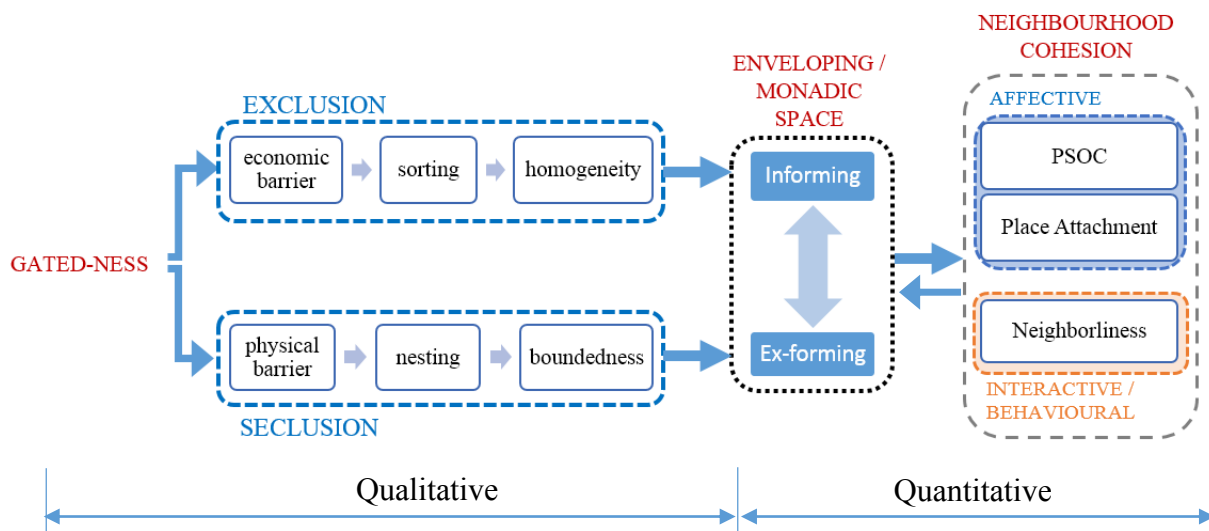 NEIGHBOURHOOD
COHESION
ENVELOPING /
MONADIC
SPACE
AFFECTIVE
EXCLUSION
economic
barrier
sorting
homogeneity
Informing
PSOC
Place Attachment
GATED-NESS
physical
barrier
nesting
boundedness
Ex-forming
Neighborliness
INTERACTIVE /
BEHAVIOURAL
SECLUSION
Qualitative
Quantitative